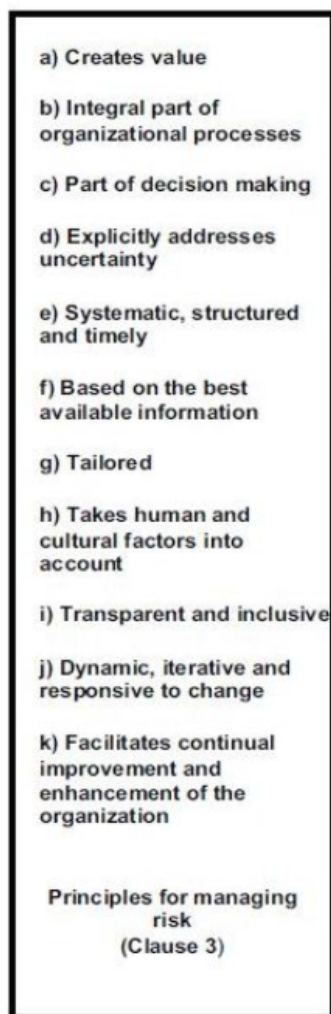 a) Creates value
b) Integral part of
organizational processes
c) Part of decision making
d) Explicitly addresses
uncertainty
e) Systematic, structured
and timely
f) Based on the best
available information
g) Tailored
h) Takes human and
cultural factors into
account
i) Transparent and inclusive
j) Dynamic, iterative and
responsive to change
k) Facilitates continual
improvement and
enhancement of the
organization
Principles for managing
risk
(Clause 3)